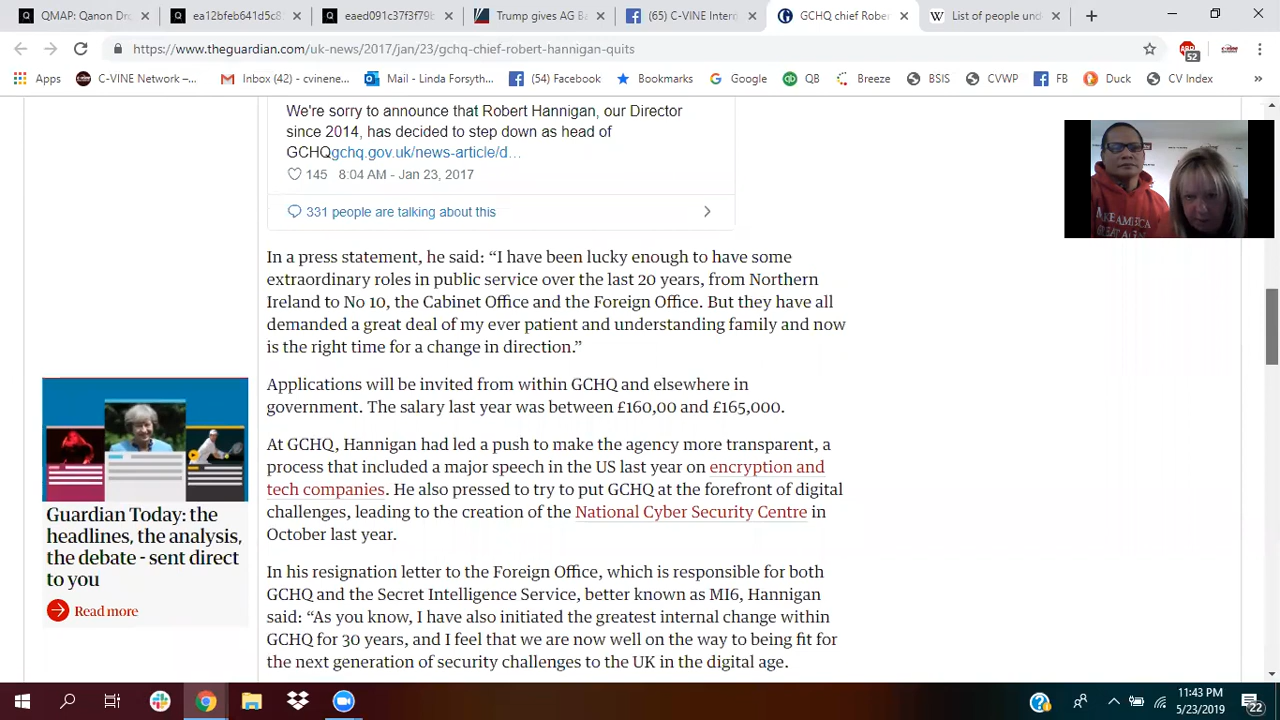 QMAP: Qanon Dr
ea12bfeb641d5c8
eaed091c37f3f79b
Trump gives AG Ba
(65) C-VINE Intern
GCHQ chief Rober
List of people und
https://www.theguardian.com/uk-news/2017/jan/23/gchq-chief-robert-hannigan-quits
52
Apps C-VINE Network –... Inbox (42) - cvinene... Mail - Linda Forsyth... (54) Facebook Bookmarks Google QB Breeze BSIS CVWP FB Duck CV Index »
We're sorry to announce that Robert Hannigan, our Director
since 2014, has decided to step down as head of
GCHQgchq.gov.uk/news-article/d…
145 8:04 AM - Jan 23, 2017
331 people are talking about this
In a press statement, he said: “I have been lucky enough to have some
extraordinary roles in public service over the last 20 years, from Northern
Ireland to No 10, the Cabinet Office and the Foreign Office. But they have all
demanded a great deal of my ever patient and understanding family and now
is the right time for a change in direction.”
Applications will be invited from within GCHQ and elsewhere in
government. The salary last year was between £160,00 and £165,000.
At GCHQ, Hannigan had led a push to make the agency more transparent, a
process that included a major speech in the US last year on encryption and
tech companies. He also pressed to try to put GCHQ at the forefront of digital
challenges, leading to the creation of the National Cyber Security Centre in
October last year.
In his resignation letter to the Foreign Office, which is responsible for both
GCHQ and the Secret Intelligence Service, better known as MI6, Hannigan
said: “As you know, I have also initiated the greatest internal change within
GCHQ for 30 years, and I feel that we are now well on the way to being fit for
the next generation of security challenges to the UK in the digital age.
Guardian Today: the
headlines, the analysis,
the debate - sent direct
to you
Read more
11:43 PM
5/23/2019
22